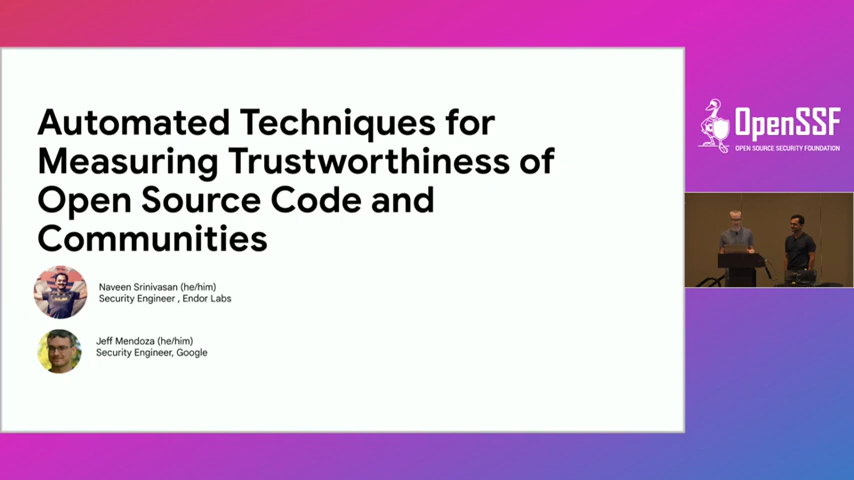 Automated Techniques for
Measuring Trustworthiness of
Open Source Code and
Communities
Naveen Srinivasan (he/him)
Security Engineer , Endor Labs
Jeff Mendoza (he/him)
Security Engineer, Google
OpenSSF
OPEN SOURCE SECURITY FOUNDATION